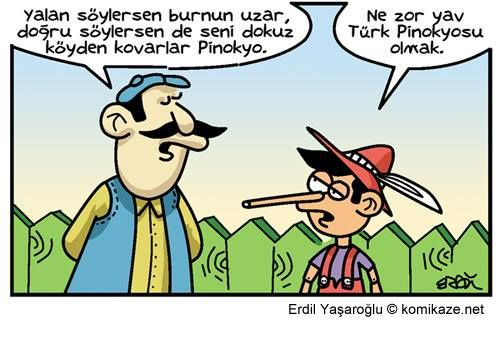 Yalan söylersen burnun uzar,
doğru söylersen de seni dokuz
köyden kovarlar Pinokyo.
Ne zor yav
Türk Pinokyosu
olmak.
ERDİL
Erdil Yaşaroğlu © komikaze.net